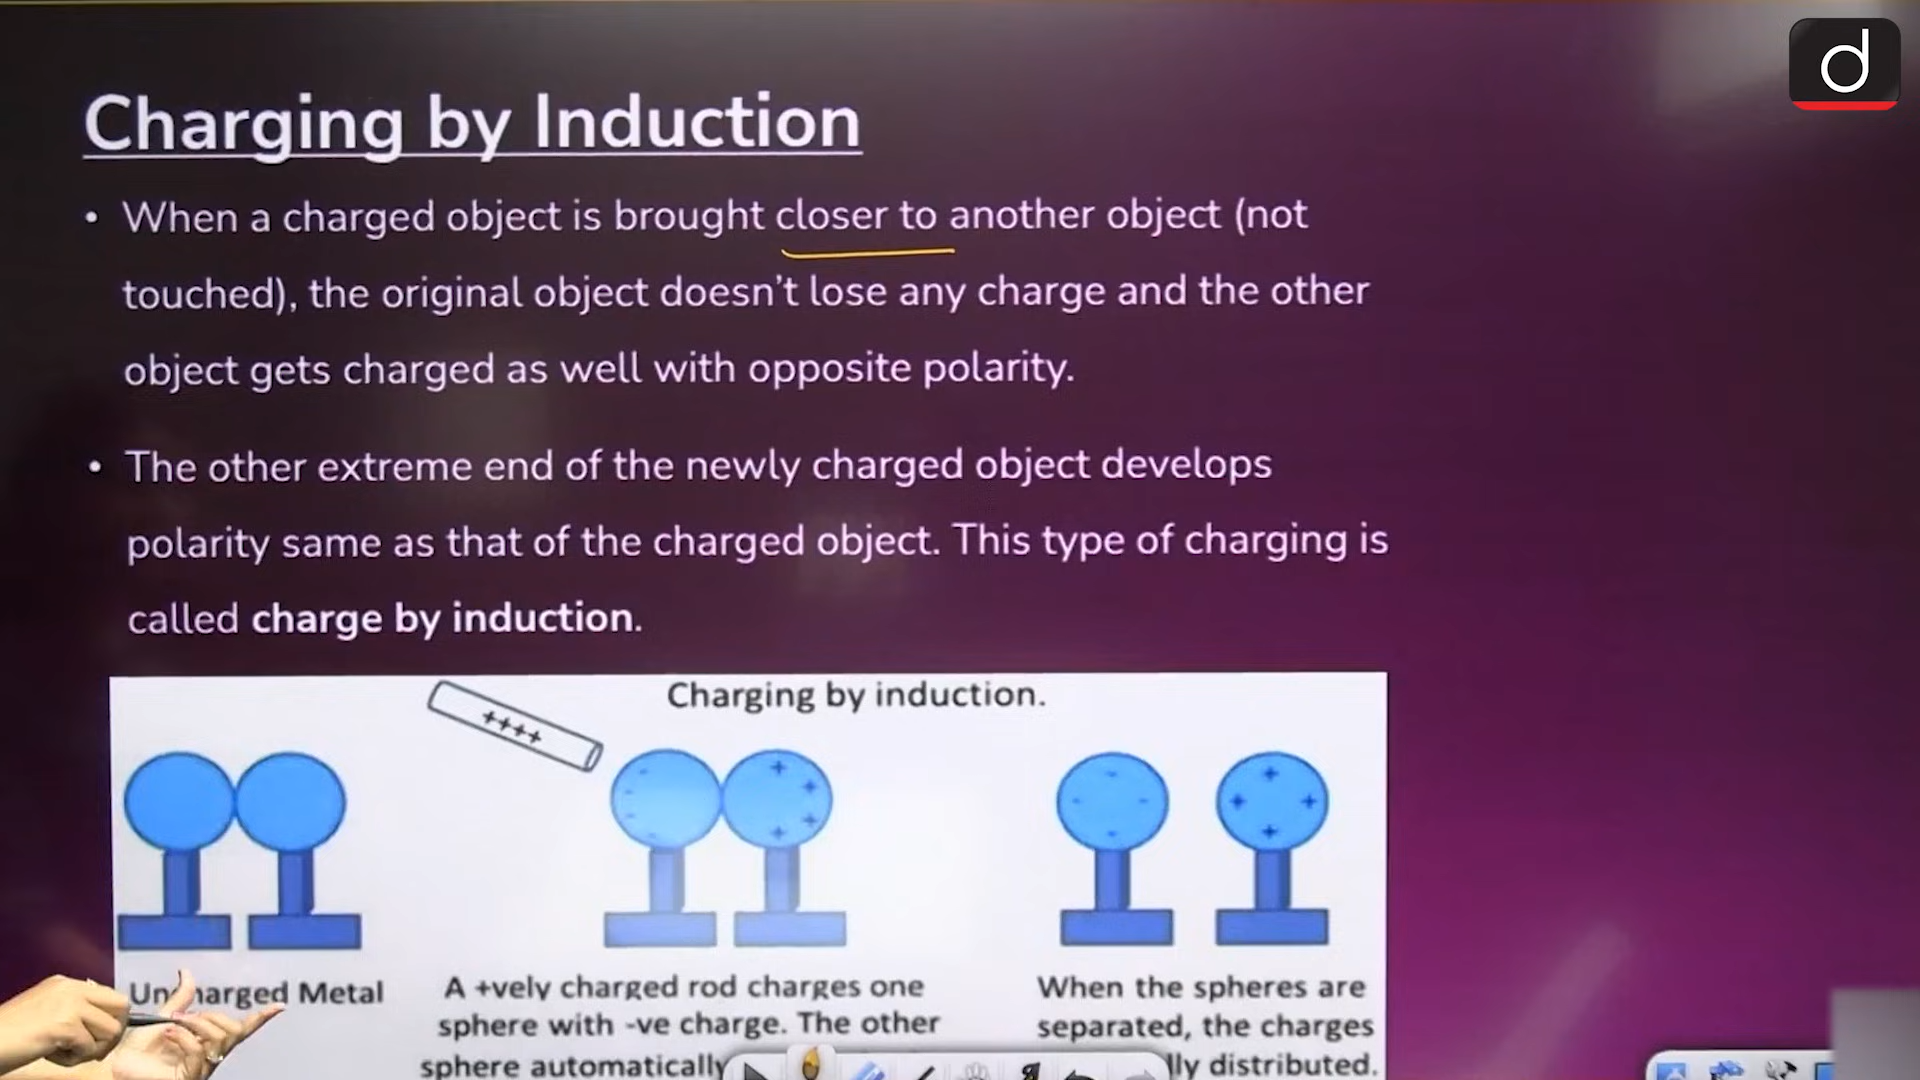 d
Charging by Induction
• When a charged object is brought closer to another object (not
touched), the original object doesn't lose any charge and the other
object gets charged as well with opposite polarity.
• The other extreme end of the newly charged object develops
polarity same as that of the charged object. This type of charging is
called charge by induction.
Charging by induction.
++++
Metal
A +vely charged rod charges one
sphere with -ve charge. The other
sphere automatically
When the spheres are
separated, the charges
distributed.